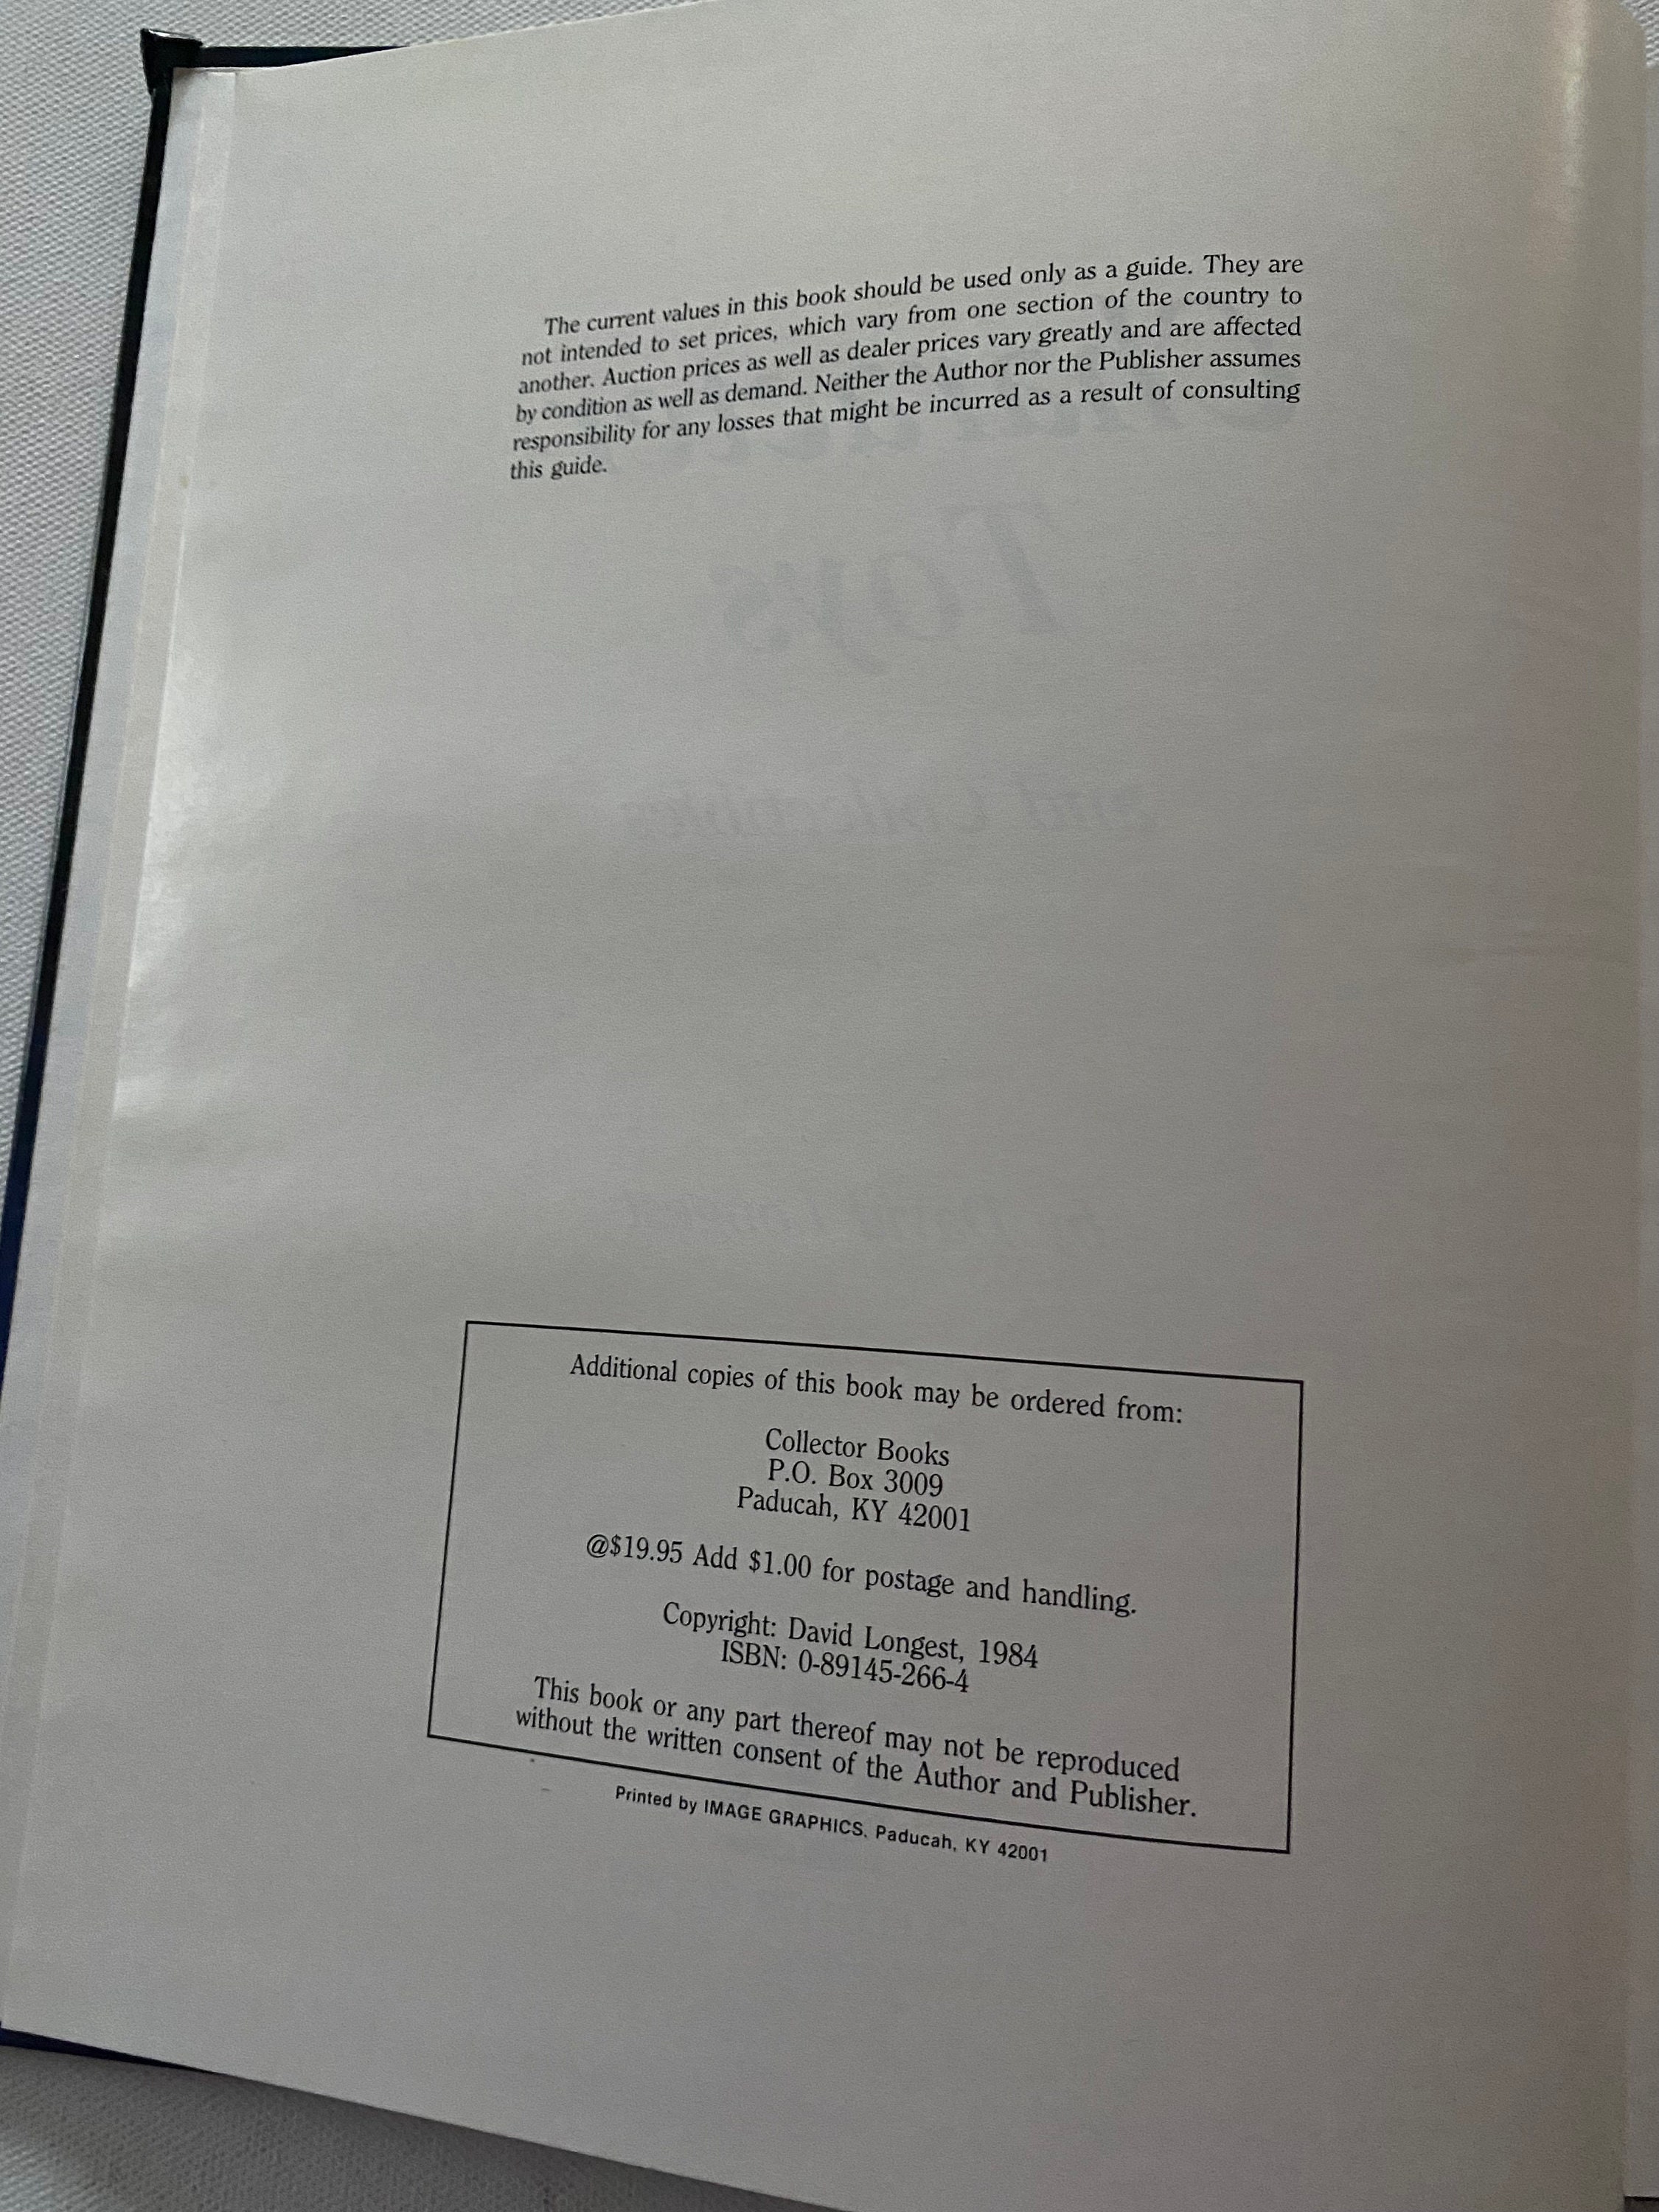 The current values in this book should be used only as a guide. They are
not intended to set prices, which vary from one section of the country to
another. Auction prices as well as dealer prices vary greatly and are affected
by condition as well as demand. Neither the Author nor the Publisher assumes
responsibility for any losses that might be incurred as a result of consulting
this guide.
Toys
and Collectibles
Additional copies of this book may be ordered from:
Collector Books
P.O. Box 3009
Paducah, KY 42001
@$19.95 Add $1.00 for postage and handling.
Copyright: David Longest, 1984
ISBN: 0-89145-266-4
This book or any part thereof may not be reproduced
without the written consent of the Author and Publisher.
Printed by IMAGE GRAPHICS, Paducah, KY 42001